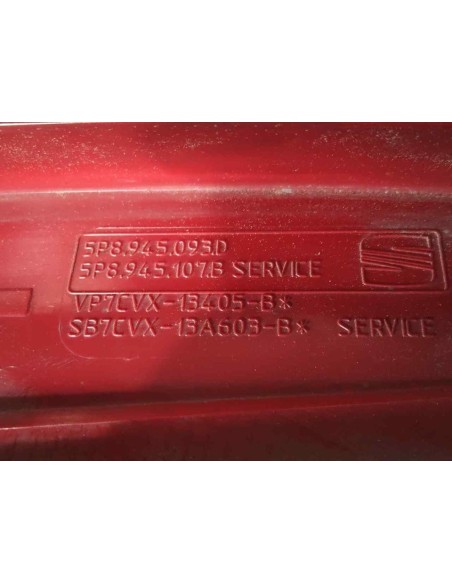 5P8.945.093.D
5P8.945.107.B SERVICE
VP7CVX-13405-B*
SB7CVX-13A603-B* SERVICE